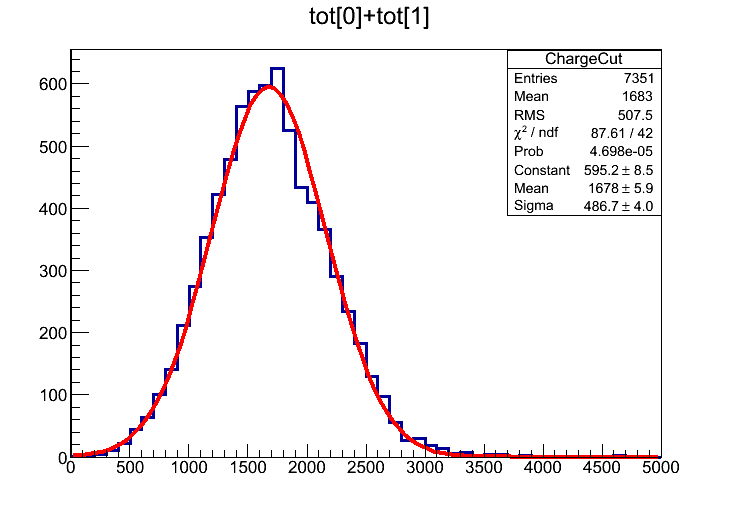 tot[0]+tot[1]
ChargeCut
Entries 7351
Mean 1683
RMS 507.5
χ² / ndf 87.61 / 42
Prob 4.698e-05
Constant 595.2 ± 8.5
Mean 1678 ± 5.9
Sigma 486.7 ± 4.0
600
500
400
300
200
100
0
0 500 1000 1500 2000 2500 3000 3500 4000 4500 5000